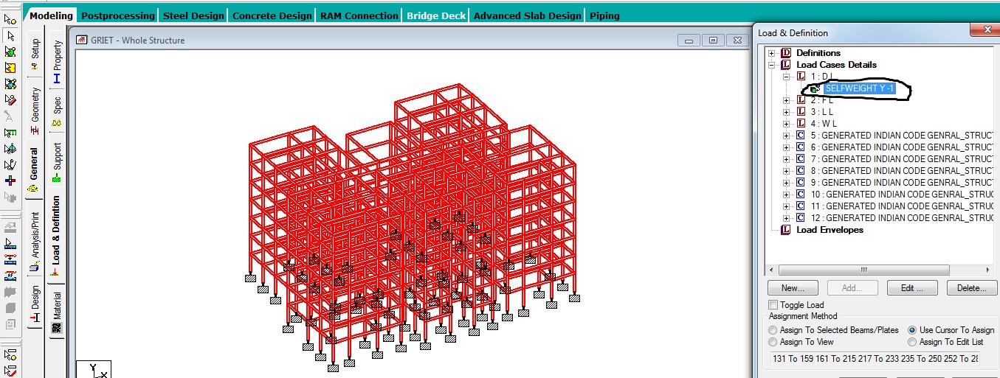 Modeling Postprocessing Steel Design Concrete Design RAM Connection Bridge Deck Advanced Slab Design Piping
Setup
Geometry
General
Analysis/Print
Design
Property
Spec
Support
Load & Definition
Material
GRIET - Whole Structure
Y
X
Load & Definition
Definitions
Load Cases Details
1 : D L
SELFWEIGHT Y -1
2 : F L
3 : L L
4 : W L
5 : GENERATED INDIAN CODE GENRAL_STRUCT
6 : GENERATED INDIAN CODE GENRAL_STRUCT
7 : GENERATED INDIAN CODE GENRAL_STRUCT
8 : GENERATED INDIAN CODE GENRAL_STRUCT
9 : GENERATED INDIAN CODE GENRAL_STRUCT
10 : GENERATED INDIAN CODE GENRAL_STRUC
11 : GENERATED INDIAN CODE GENRAL_STRUC
12 : GENERATED INDIAN CODE GENRAL_STRUC
Load Envelopes
New... Add... Edit ... Delete...
Toggle Load
Assignment Method
Assign To Selected Beams/Plates Use Cursor To Assign
Assign To View Assign To Edit List
131 To 159 161 To 215 217 To 233 235 To 250 252 To